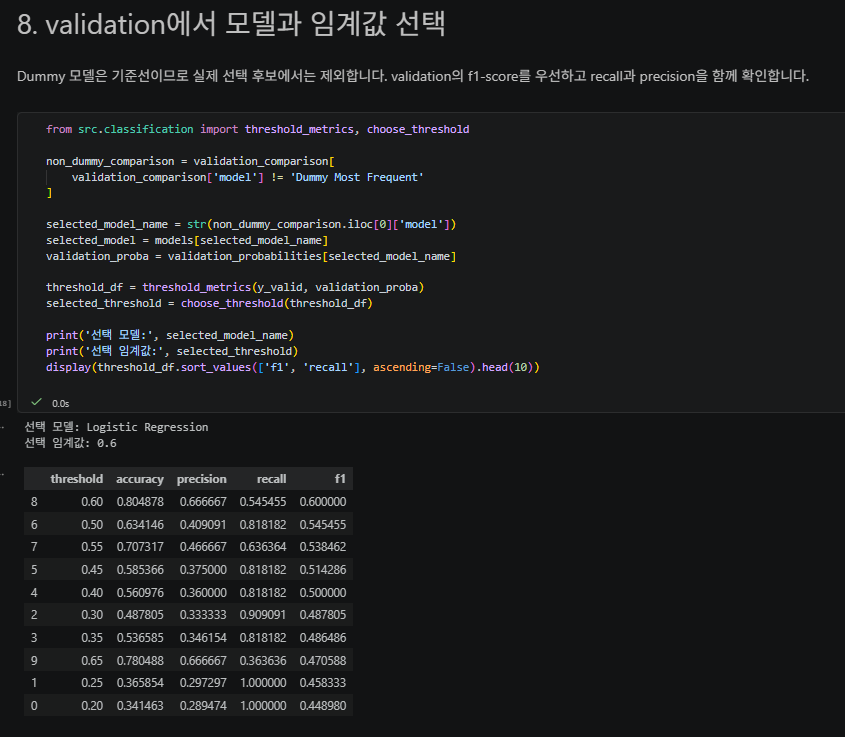 8. validation에서 모델과 임계값 선택
Dummy 모델은 기준선이므로 실제 선택 후보에서는 제외합니다. validation의 f1-score를 우선하고 recall과 precision을 함께 확인합니다.
from src.classification import threshold_metrics, choose_threshold
non_dummy_comparison = validation_comparison[
    validation_comparison['model'] != 'Dummy Most Frequent'
]
selected_model_name = str(non_dummy_comparison.iloc[0]['model'])
selected_model = models[selected_model_name]
validation_proba = validation_probabilities[selected_model_name]
threshold_df = threshold_metrics(y_valid, validation_proba)
selected_threshold = choose_threshold(threshold_df)
print('선택 모델:', selected_model_name)
print('선택 임계값:', selected_threshold)
display(threshold_df.sort_values(['f1', 'recall'], ascending=False).head(10))
0.0s
선택 모델: Logistic Regression
선택 임계값: 0.6
threshold accuracy precision recall f1
8 0.60 0.804878 0.666667 0.545455 0.600000
6 0.50 0.634146 0.409091 0.818182 0.545455
7 0.55 0.707317 0.466667 0.636364 0.538462
5 0.45 0.585366 0.375000 0.818182 0.514286
4 0.40 0.560976 0.360000 0.818182 0.500000
2 0.30 0.487805 0.333333 0.909091 0.487805
3 0.35 0.536585 0.346154 0.818182 0.486486
9 0.65 0.780488 0.666667 0.363636 0.470588
1 0.25 0.365854 0.297297 1.000000 0.458333
0 0.20 0.341463 0.289474 1.000000 0.448980